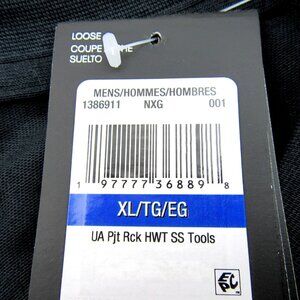 LOOSE
COUPE
SUELTO
MENS/HOMMES/HOMBRES
1386911 NXG 001
1 97777 36889 8
XL/TG/EG
UA Pjt Rck HWT SS Tools
EPC